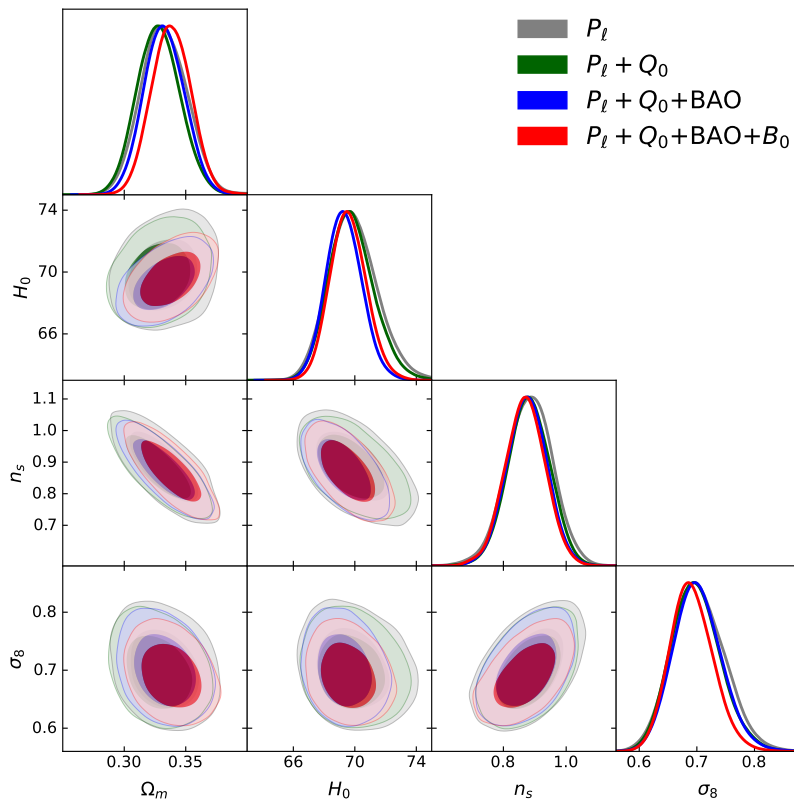 P_ℓ
P_ℓ + Q_0
P_ℓ + Q_0+BAO
P_ℓ + Q_0+BAO+B_0
74
70
66
H_0
1.1
1.0
0.9
0.8
0.7
n_s
0.8
0.7
0.6
σ_8
0.30 0.35
66 70 74
0.8 1.0
0.6 0.7 0.8
Ω_m
H_0
n_s
σ_8